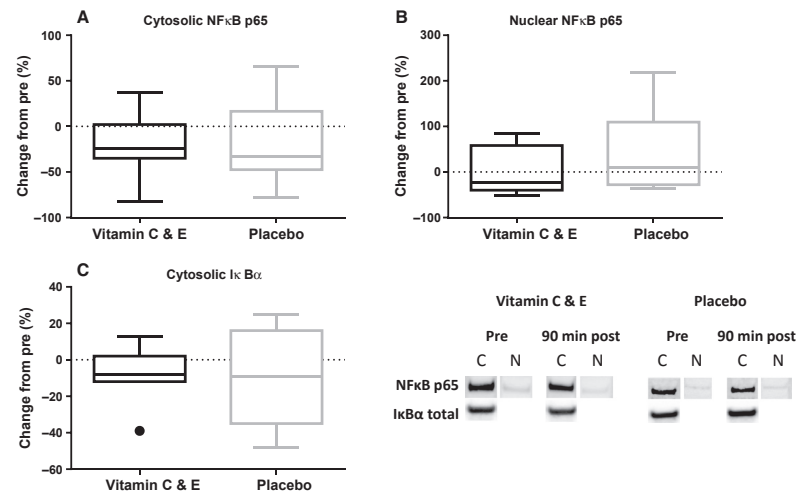 A
Cytosolic NFκB p65
100
50
0
−50
−100
Change from pre (%)
Vitamin C & E
Placebo
B
Nuclear NFκB p65
300
200
100
0
−100
Change from pre (%)
Vitamin C & E
Placebo
C
Cytosolic Iκ Bα
40
20
0
−20
−40
−60
Change from pre (%)
Vitamin C & E
Placebo
Vitamin C & E Placebo
Pre 90 min post Pre 90 min post
C N C N C N C N
NFκB p65
IκBα total